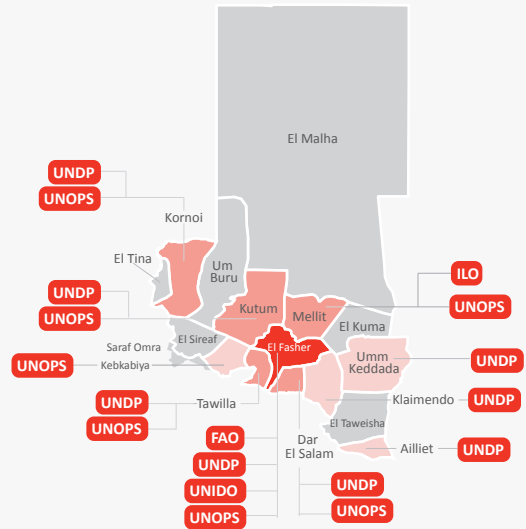 El Malha
UNDP
UNOPS
Kornoi
El Tina
Um
Buru
ILO
UNOPS
UNDP
UNOPS
Kutum
Mellit
El Kuma
El Sireaf
El Fasher
Saraf Omra
Kebkabiya
UNOPS
Umm
Keddada
UNDP
UNDP
UNOPS
Tawilla
Klaimendo
UNDP
El Taweisha
FAO
UNDP
UNIDO
UNOPS
Dar
El Salam
Ailliet
UNDP
UNDP
UNOPS